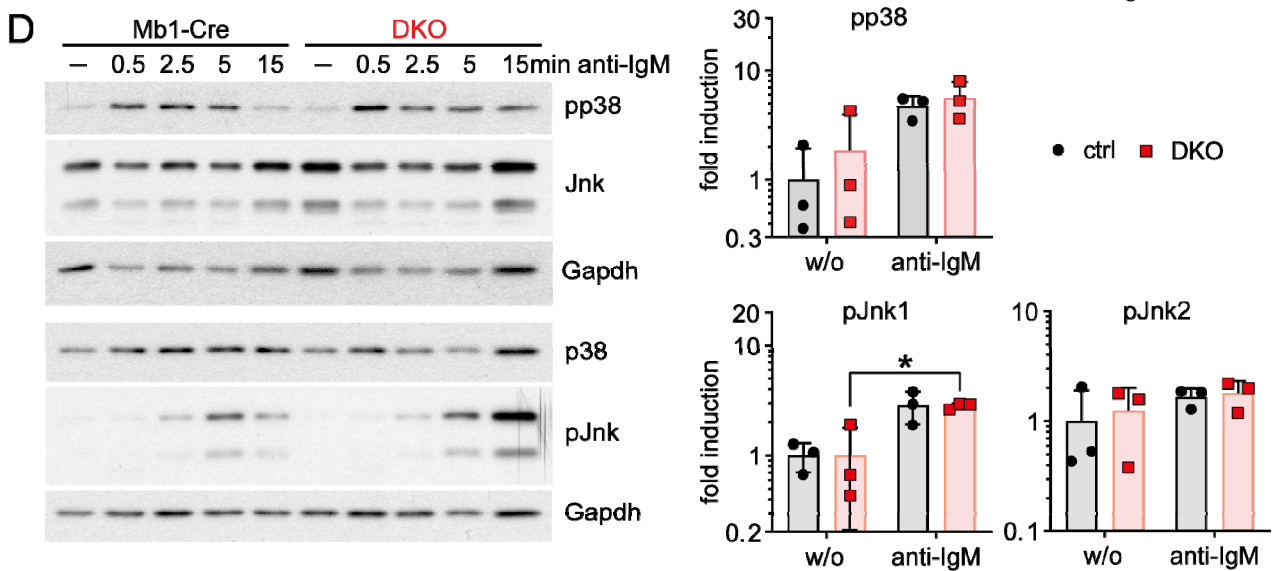 D
Mb1-Cre DKO
– 0.5 2.5 5 15 – 0.5 2.5 5 15min anti-IgM
pp38
Jnk
Gapdh
p38
pJnk
Gapdh
pp38
30
10
1
0.3
fold induction
w/o anti-IgM
ctrl DKO
pJnk1
20
10
1
0.2
fold induction
*
w/o anti-IgM
pJnk2
10
1
0.1
w/o anti-IgM